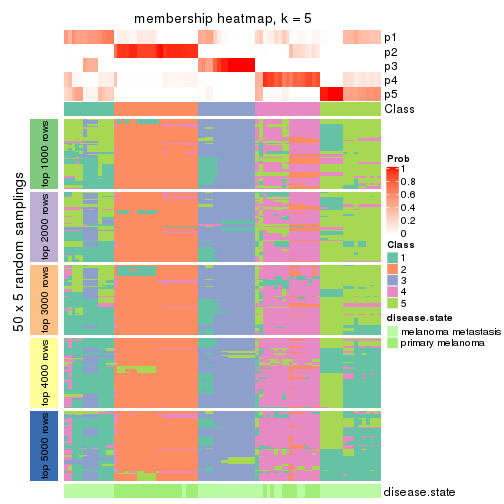 membership heatmap, k = 5
p1
p2
p3
p4
p5
Class
50 x 5 random samplings
top 1000 rows
top 2000 rows
top 3000 rows
top 4000 rows
top 5000 rows
Prob
1
0.8
0.6
0.4
0.2
0
Class
1
2
3
4
5
disease.state
melanoma metastasis
primary melanoma
disease.state